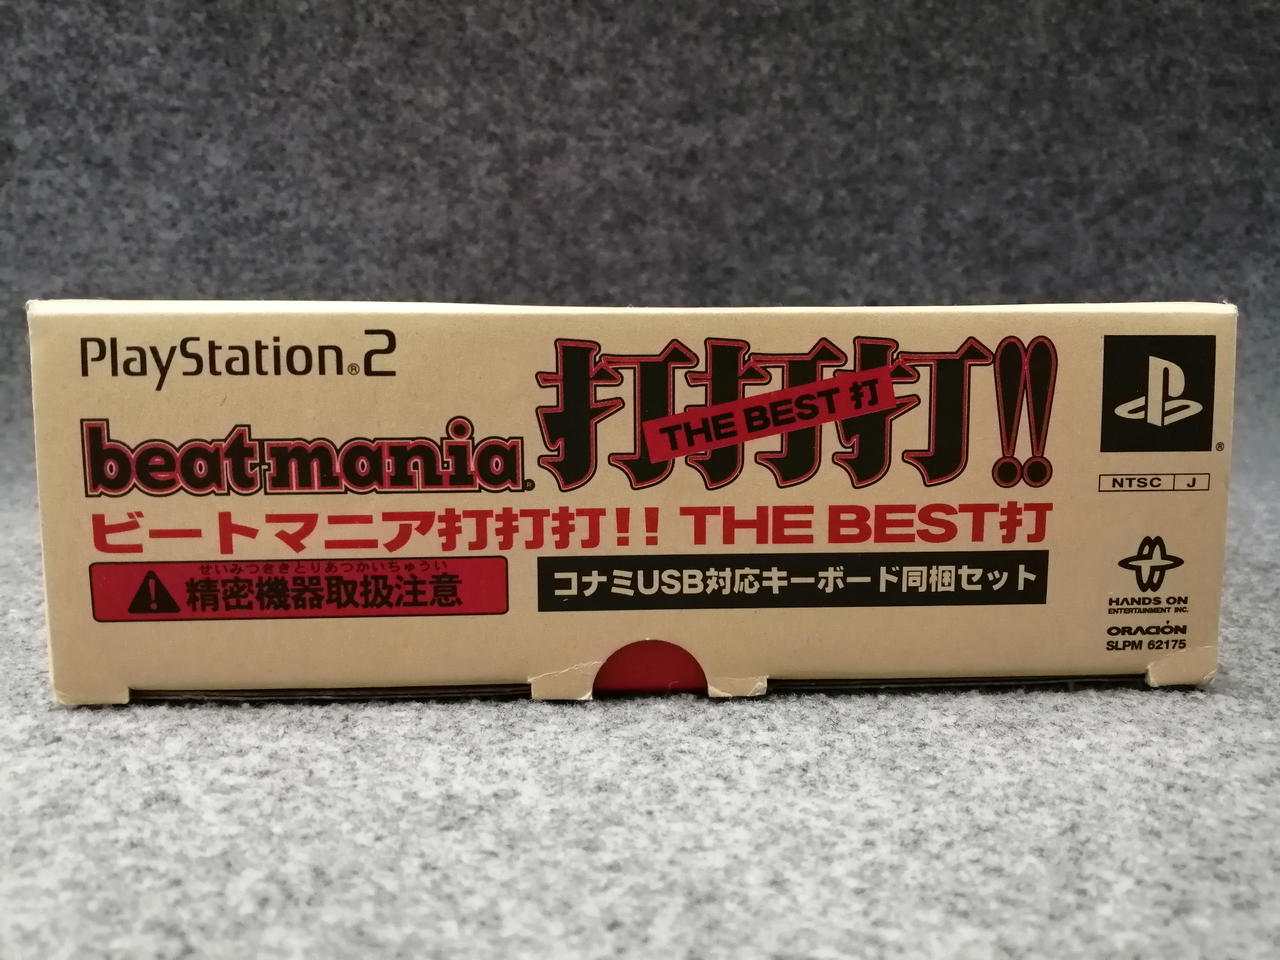 PlayStation®2
beatmania® 打打打!!
THE BEST 打
ビートマニア打打打!! THE BEST打
せいみつききとりあつかいちゅうい
精密機器取扱注意
コナミUSB対応キーボード同梱セット
®
NTSC J
HANDS ON
ENTERTAINMENT INC.
ORACIÓN
SLPM 62175